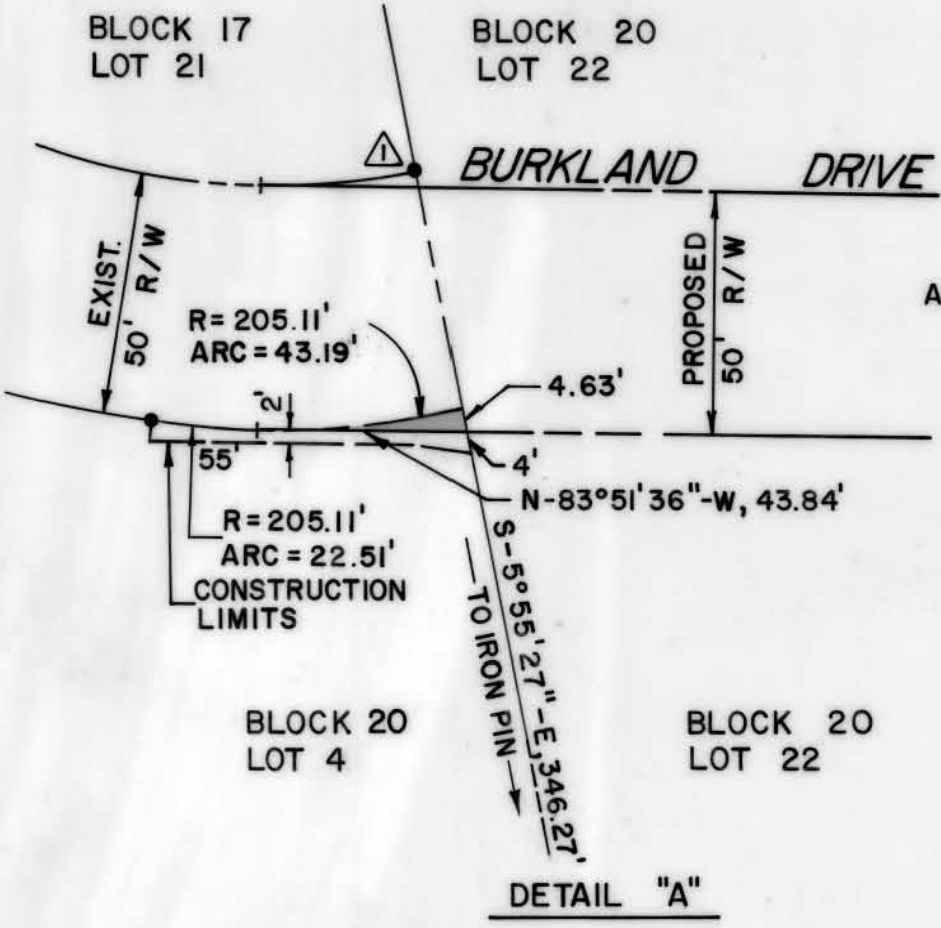 BLOCK 17
LOT 21
BLOCK 20
LOT 22
1
BURKLAND DRIVE
EXIST.
50' R/W
PROPOSED
50' R/W
A
R= 205.11'
ARC = 43.19'
4.63'
2'
55'
4'
N-83°51'36"-W, 43.84'
R= 205.11'
ARC = 22.51'
CONSTRUCTION
LIMITS
S-5°55'27"-E, 346.27'
TO IRON PIN
BLOCK 20
LOT 4
BLOCK 20
LOT 22
DETAIL "A"